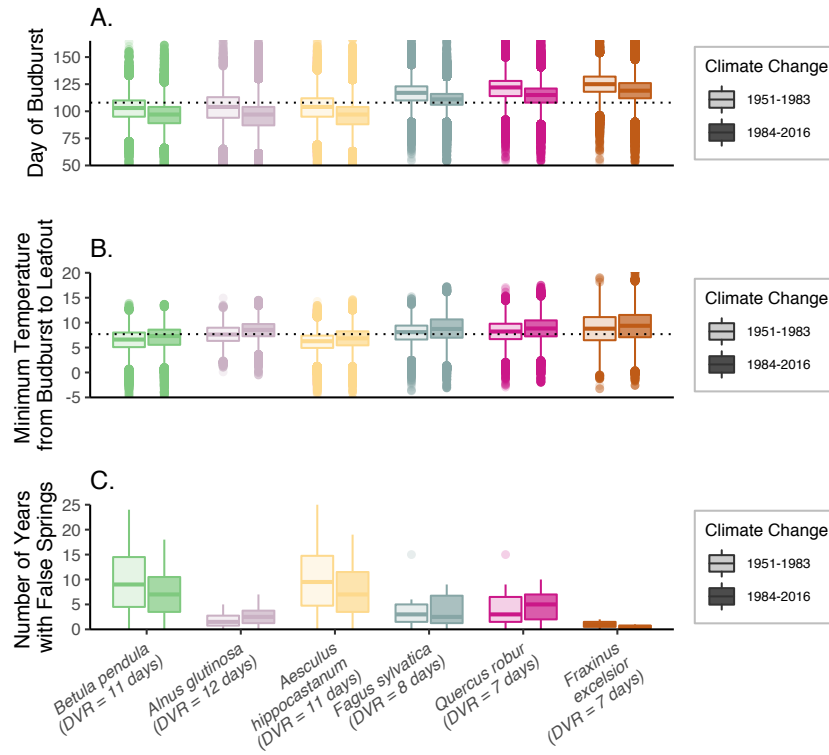 A.
Day of Budburst
150
125
100
75
50
Climate Change
1951-1983
1984-2016
B.
Minimum Temperature
from Budburst to Leafout
20
15
10
5
0
-5
Climate Change
1951-1983
1984-2016
C.
Number of Years
with False Springs
25
20
15
10
5
0
Climate Change
1951-1983
1984-2016
Betula pendula
(DVR = 11 days)
Alnus glutinosa
(DVR = 12 days)
Aesculus
hippocastanum
(DVR = 11 days)
Fagus sylvatica
(DVR = 8 days)
Quercus robur
(DVR = 7 days)
Fraxinus
excelsior
(DVR = 7 days)